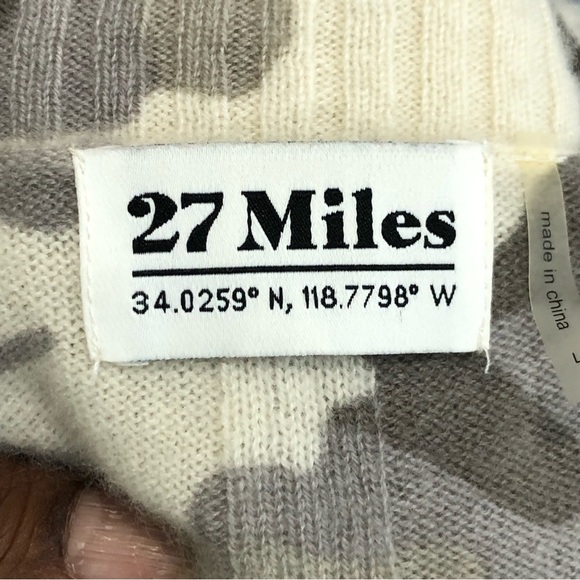 27 Miles
34.0259° N, 118.7798° W
made in china